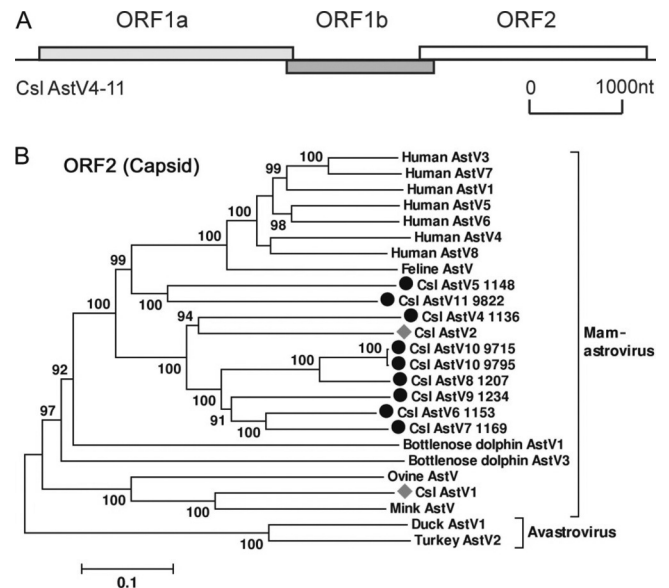 A
ORF1a ORF1b ORF2
Csl AstV4-11
0 1000nt
B
ORF2 (Capsid)
100 Human AstV3
Human AstV7
99
Human AstV1
Human AstV5
98 Human AstV6
100
Human AstV4
Human AstV8
100
Feline AstV
99
Csl AstV5 1148
100 Csl AstV11 9822
100
94 Csl AstV4 1136
Csl AstV2
100 Csl AstV10 9715
Csl AstV10 9795
100
100 Csl AstV8 1207
Csl AstV9 1234
91 Csl AstV6 1153
100 Csl AstV7 1169
92
Bottlenose dolphin AstV1
97
Bottlenose dolphin AstV3
Ovine AstV
100 Csl AstV1
100 Mink AstV
Duck AstV1
100 Turkey AstV2
Mam-
astrovirus
Avastrovirus
0.1